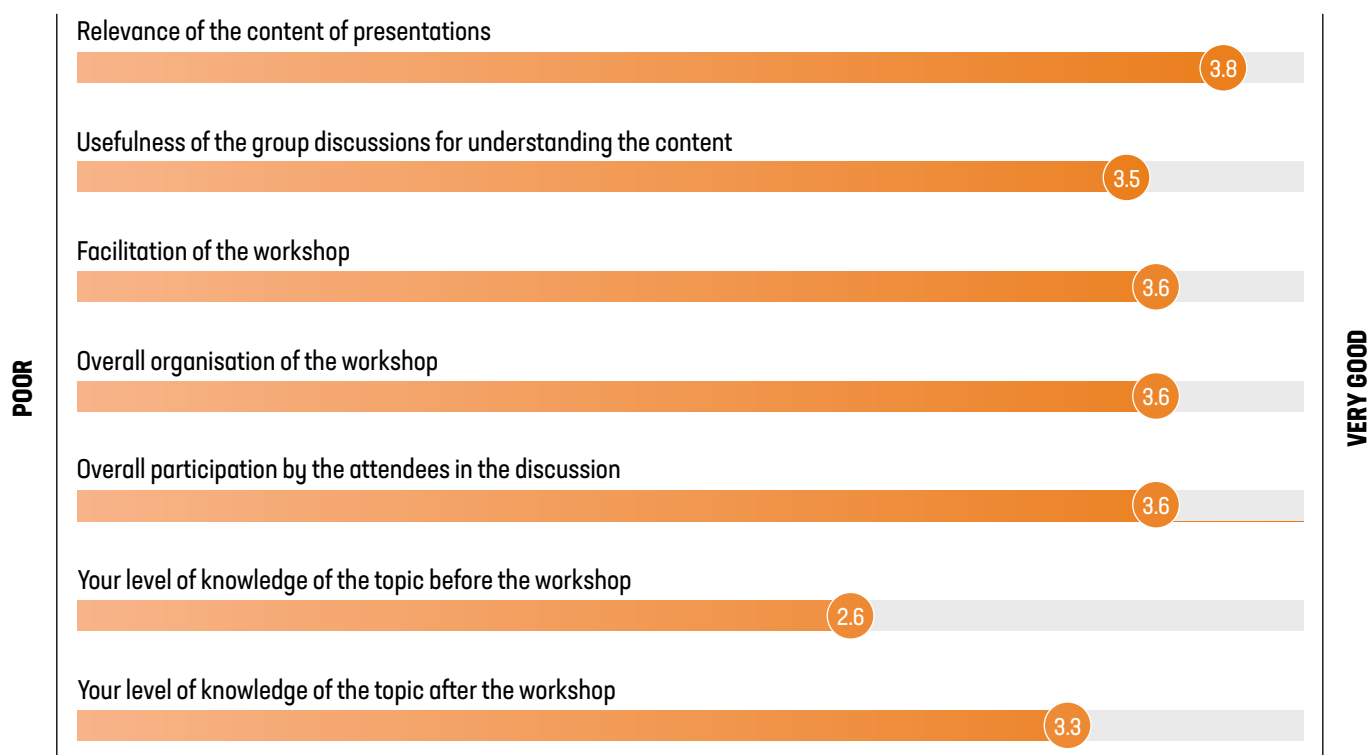 Relevance of the content of presentations
3.8
Usefulness of the group discussions for understanding the content
3.5
Facilitation of the workshop
3.6
Overall organisation of the workshop
3.6
Overall participation by the attendees in the discussion
3.6
Your level of knowledge of the topic before the workshop
2.6
Your level of knowledge of the topic after the workshop
3.3
POOR
VERY GOOD